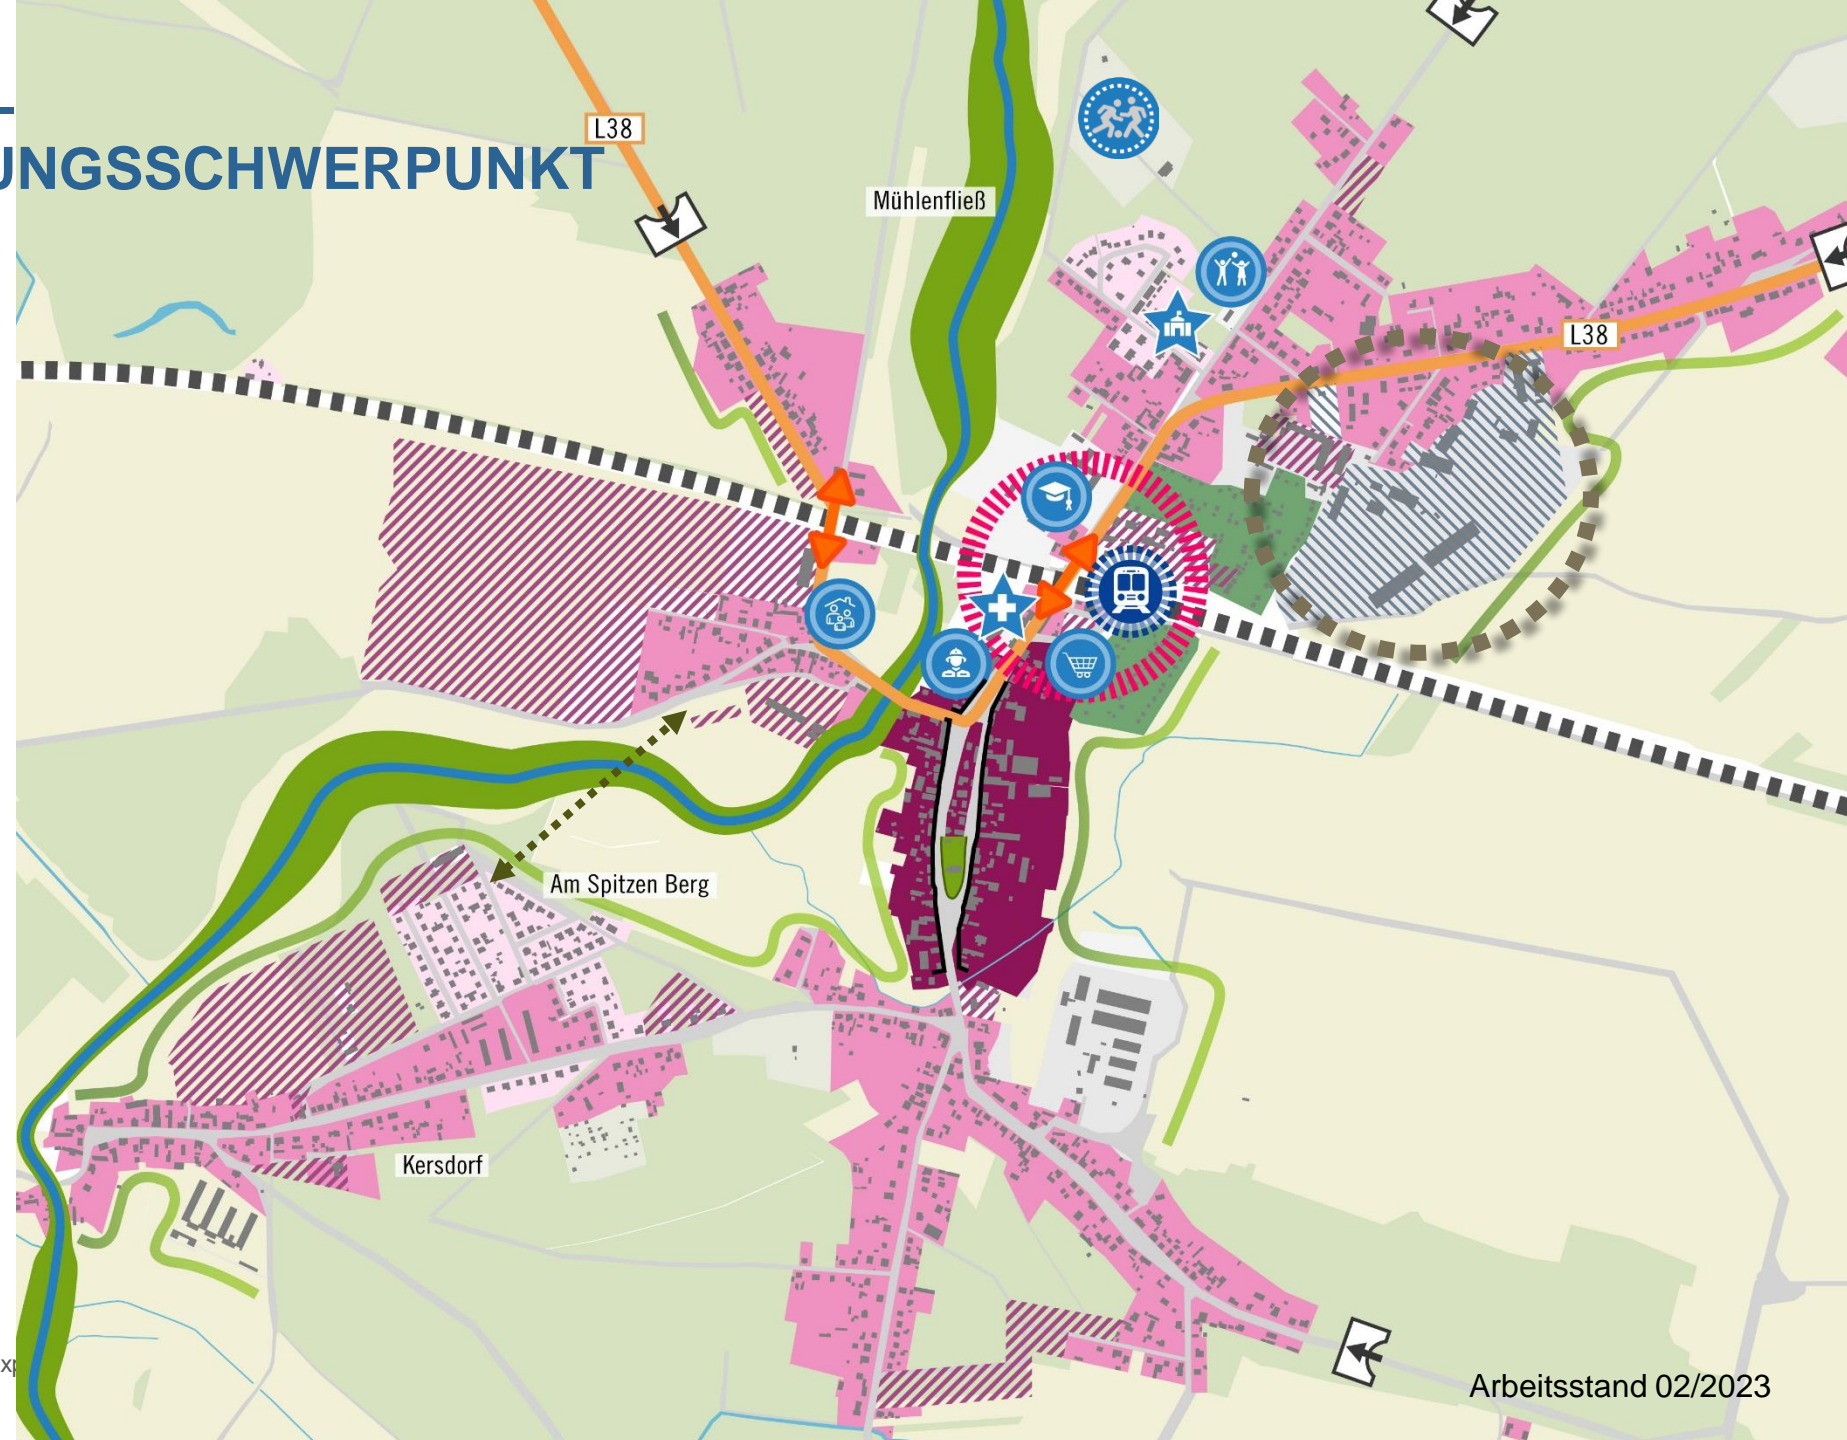 L38
UNGSSCHWERPUNKT
Mühlenfließ
L38
Am Spitzen Berg
Kersdorf
Arbeitsstand 02/2023